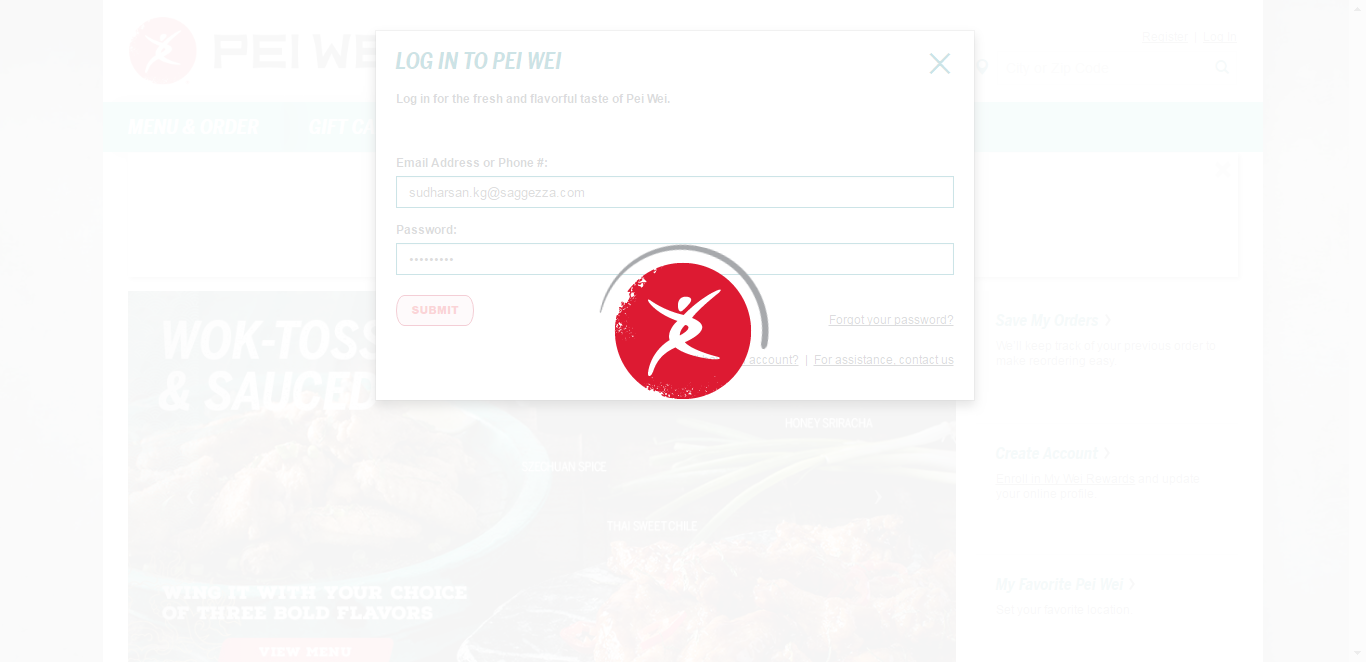 PEI WE
Register | Log In
LOG IN TO PEI WEI
Log in for the fresh and flavorful taste of Pei Wei.
MENU & ORDER
GIFT CA
Email Address or Phone #:
sudharsan.kg@saggezza.com
Password:
•••••••••
SUBMIT
Forgot your password?
account? | For assistance, contact us
WOK-TOSS
& SAUCED
HONEY SRIRACHA
SZECHUAN SPICE
THAI SWEET CHILE
WING IT WITH YOUR CHOICE
OF THREE BOLD FLAVORS
VIEW MENU
Save My Orders >
We'll keep track of your previous order to
make reordering easy.
Create Account >
Enroll in My Wei Rewards and update
your online profile.
My Favorite Pei Wei >
Set your favorite location